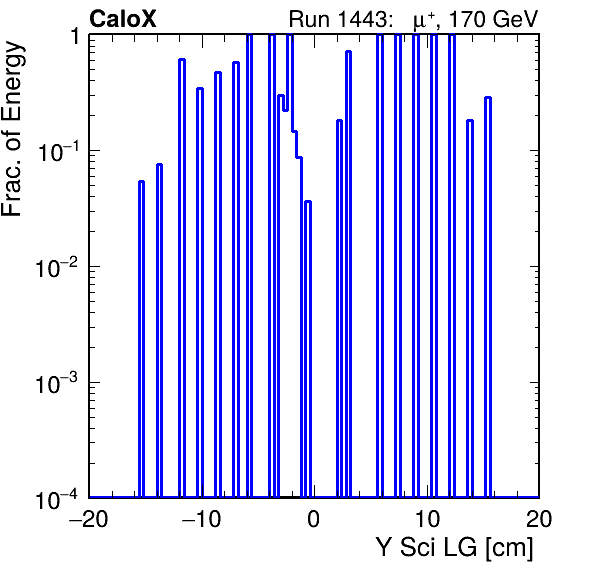 CaloX Run 1443: μ⁺, 170 GeV
Frac. of Energy
1
10⁻¹
10⁻²
10⁻³
10⁻⁴
−20 −10 0 10 20
Y Sci LG [cm]